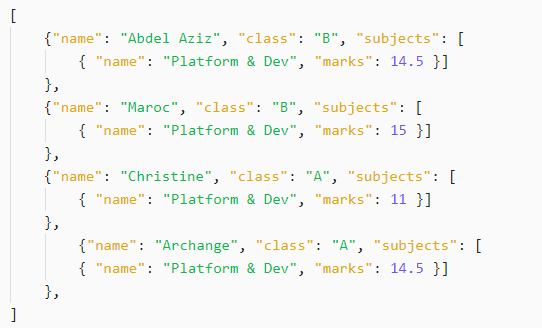 [
{"name": "Abdel Aziz", "class": "B", "subjects": [
{ "name": "Platform & Dev", "marks": 14.5 }]
},
{"name": "Maroc", "class": "B", "subjects": [
{ "name": "Platform & Dev", "marks": 15 }]
},
{"name": "Christine", "class": "A", "subjects": [
{ "name": "Platform & Dev", "marks": 11 }]
},
{"name": "Archange", "class": "A", "subjects": [
{ "name": "Platform & Dev", "marks": 14.5 }]
},
]